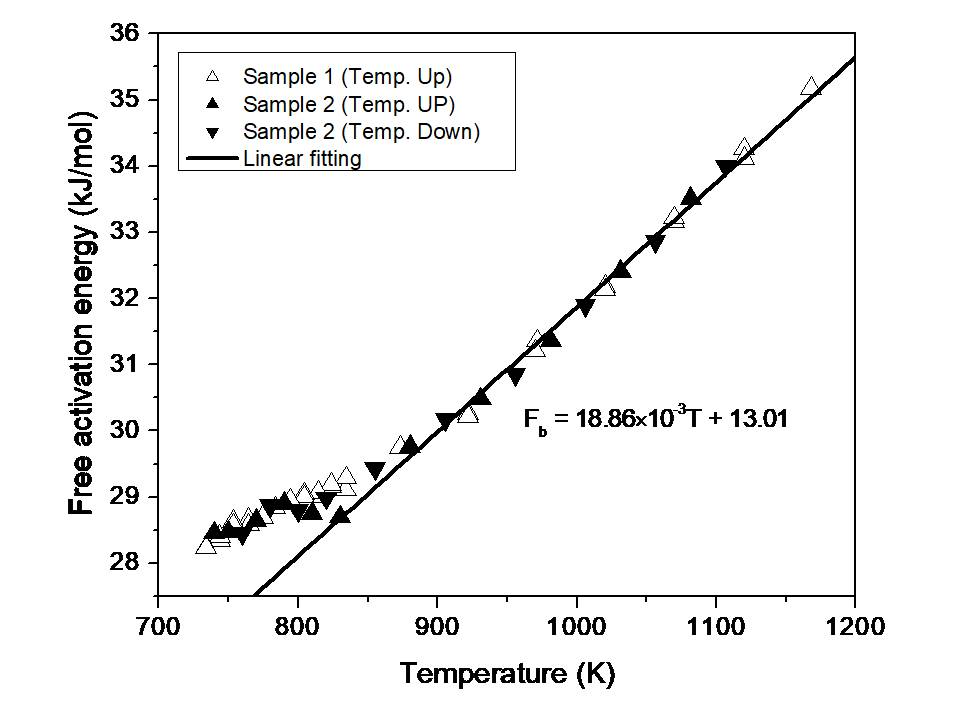 36
35
34
33
32
31
30
29
28
Free activation energy (kJ/mol)
Sample 1 (Temp. Up)
Sample 2 (Temp. UP)
Sample 2 (Temp. Down)
Linear fitting
F_b = 18.86×10^-3T + 13.01
700 800 900 1000 1100 1200
Temperature (K)